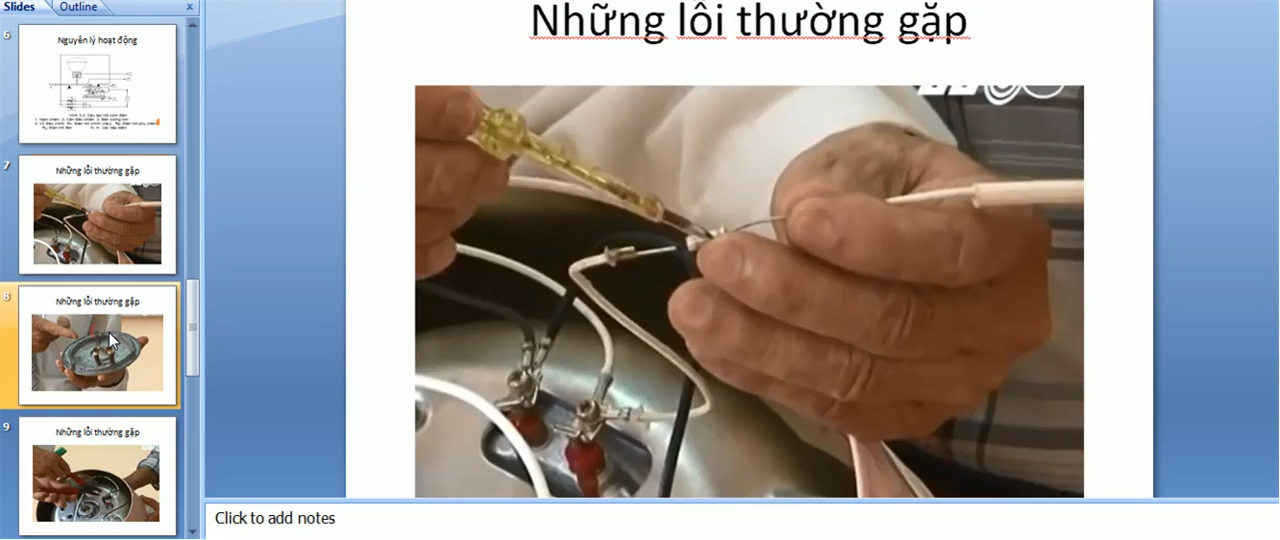 Slides
Outline
x
6
Nguyên lý hoạt động
7
Những lỗi thường gặp
8
Những lỗi thường gặp
9
Những lỗi thường gặp
Những lỗi thường gặp
Click to add notes